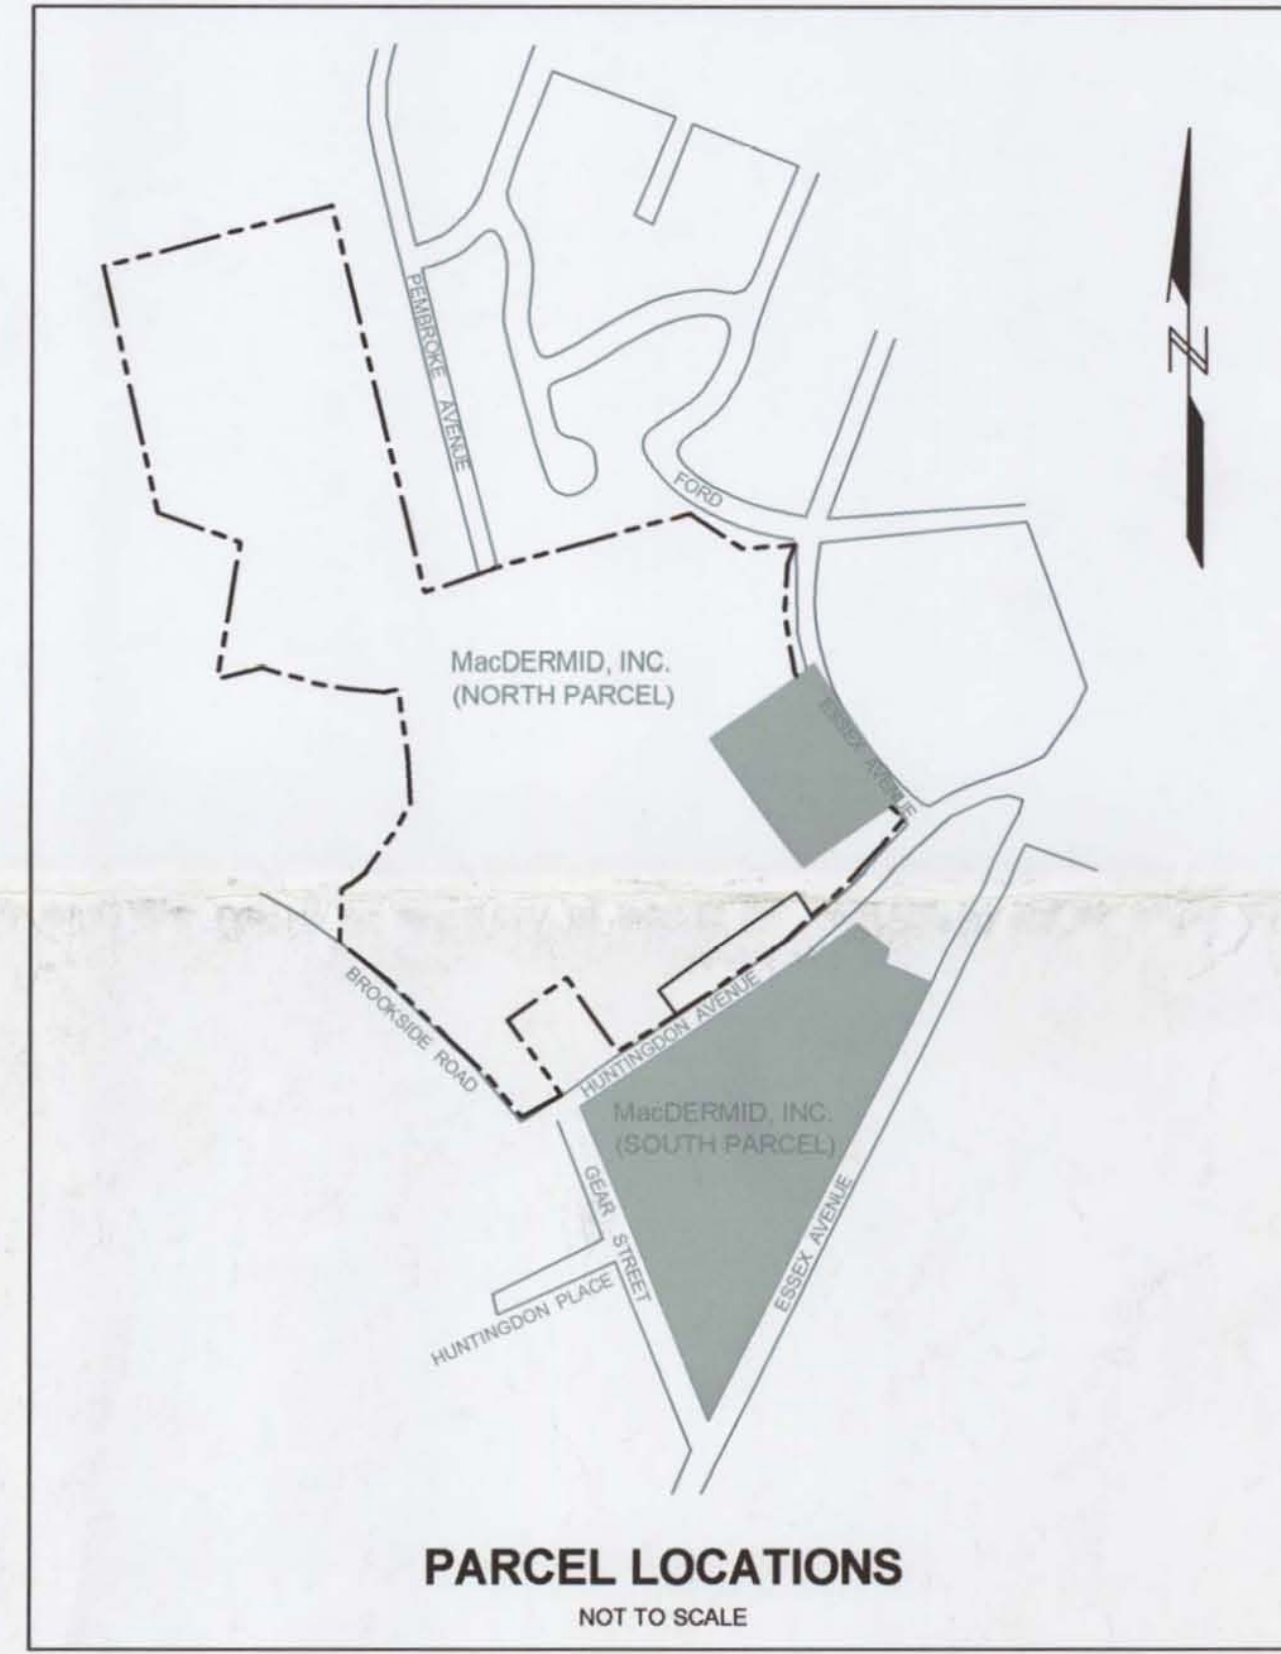 PEMBROKE AVENUE
N
FORD
MacDERMID, INC.
(NORTH PARCEL)
ESSEX AVENUE
BROOKSIDE ROAD
HUNTINGDON AVENUE
MacDERMID, INC.
(SOUTH PARCEL)
GEAR STREET
ESSEX AVENUE
HUNTINGDON PLACE
PARCEL LOCATIONS
NOT TO SCALE